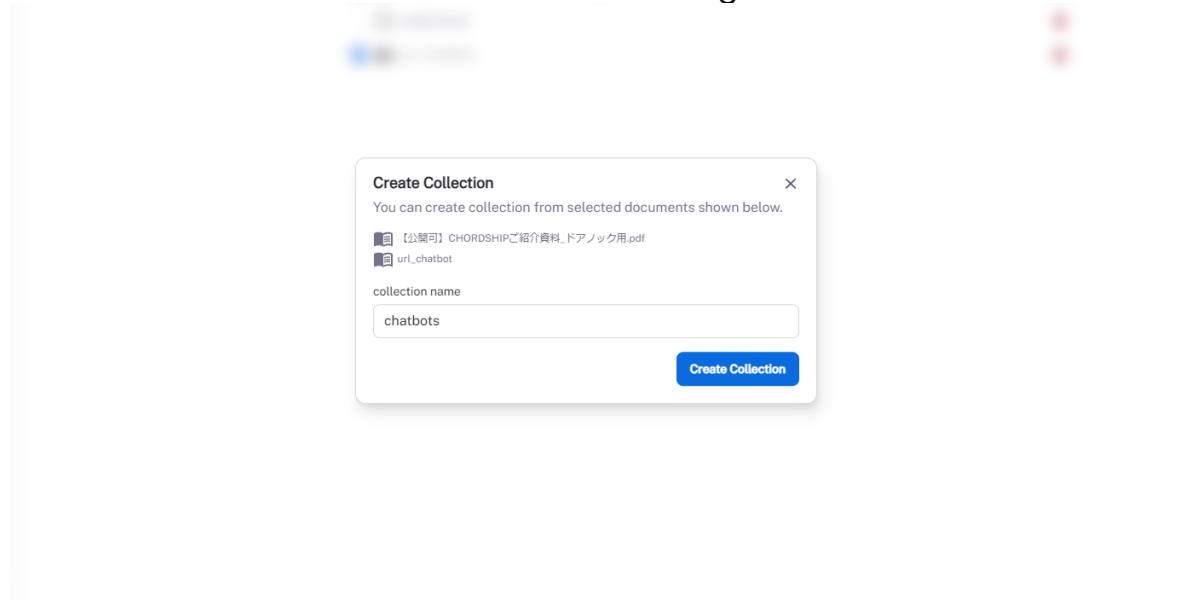 Create Collection
You can create collection from selected documents shown below.
【公開可】CHORDSHIPご紹介資料_ドアノック用.pdf
url_chatbot
collection name
chatbots
Create Collection